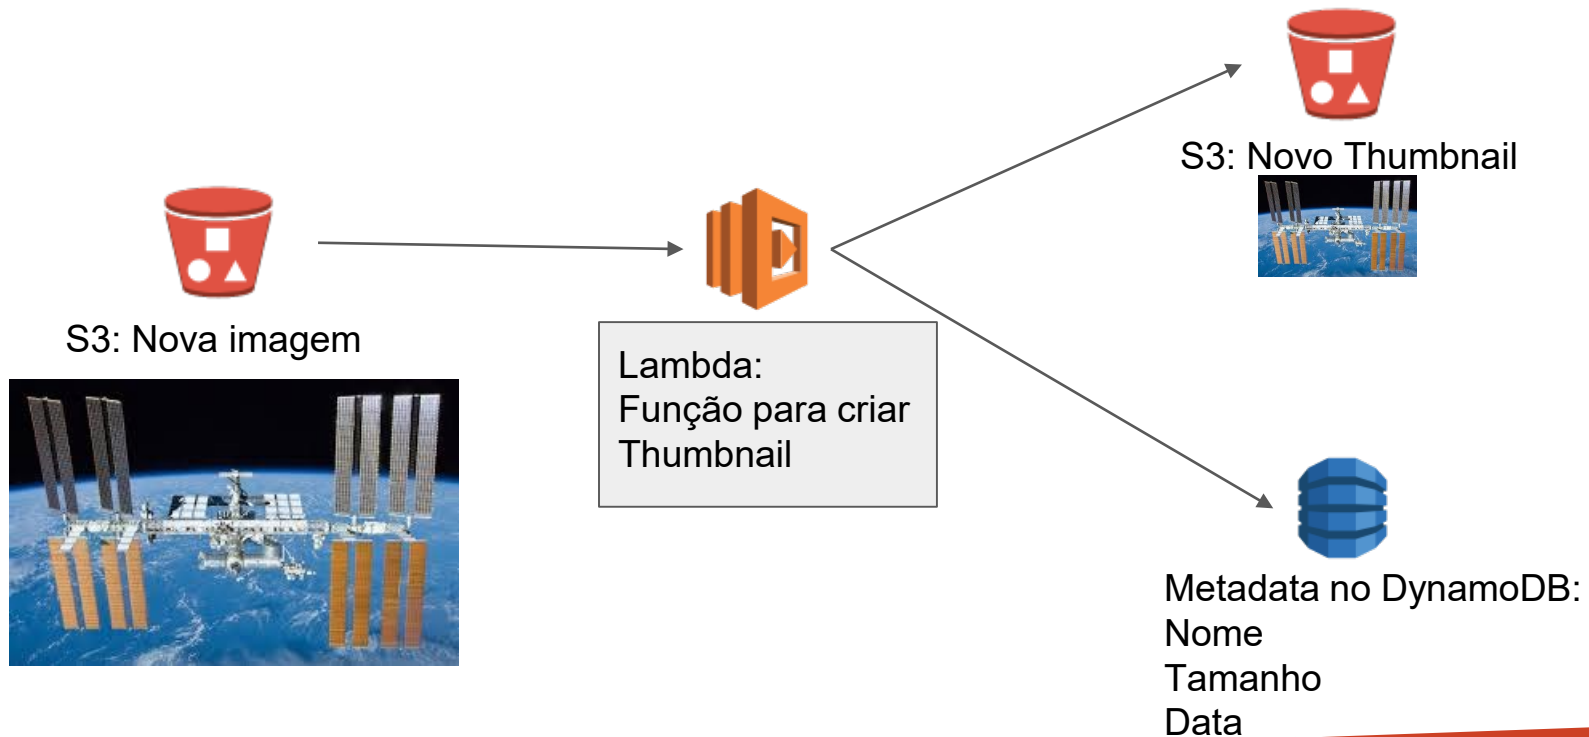 S3: Nova imagem
Lambda:
Função para criar
Thumbnail
S3: Novo Thumbnail
Metadata no DynamoDB:
Nome
Tamanho
Data